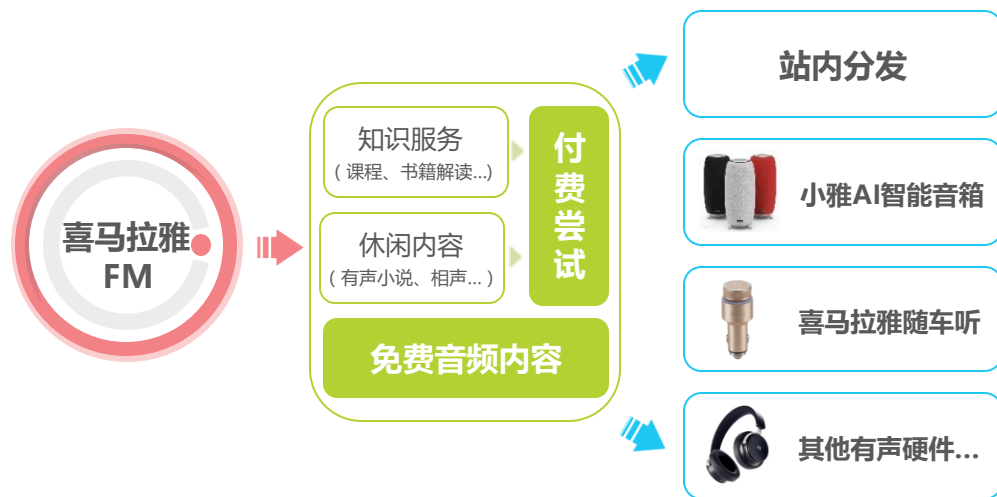 喜马拉雅
FM
知识服务
( 课程、书籍解读...)
休闲内容
( 有声小说、相声... )
付
费
尝
试
免费音频内容
站内分发
小雅AI智能音箱
喜马拉雅随车听
其他有声硬件...